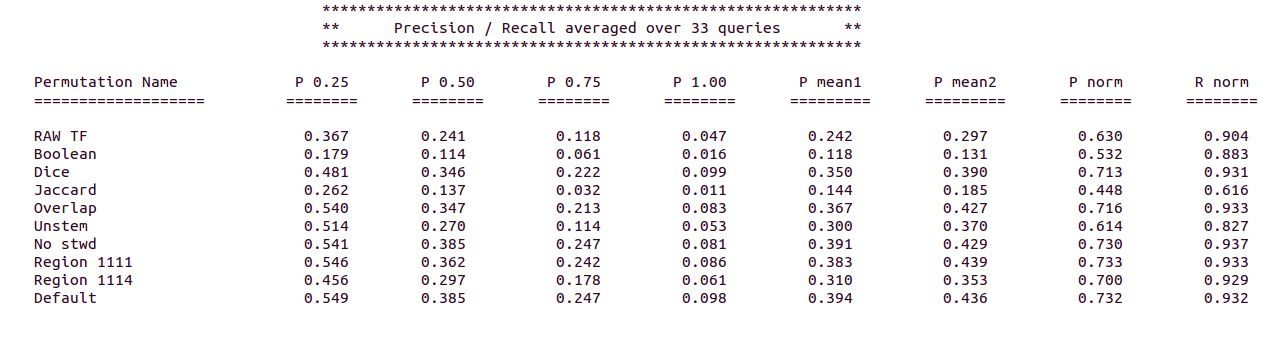 ************************************************************
** Precision / Recall averaged over 33 queries **
************************************************************
Permutation Name P 0.25 P 0.50 P 0.75 P 1.00 P mean1 P mean2 P norm R norm
=================== ======== ======== ======== ======== ========= ========= ======== ========
RAW TF 0.367 0.241 0.118 0.047 0.242 0.297 0.630 0.904
Boolean 0.179 0.114 0.061 0.016 0.118 0.131 0.532 0.883
Dice 0.481 0.346 0.222 0.099 0.350 0.390 0.713 0.931
Jaccard 0.262 0.137 0.032 0.011 0.144 0.185 0.448 0.616
Overlap 0.540 0.347 0.213 0.083 0.367 0.427 0.716 0.933
Unstem 0.514 0.270 0.114 0.053 0.300 0.370 0.614 0.827
No stwd 0.541 0.385 0.247 0.081 0.391 0.429 0.730 0.937
Region 1111 0.546 0.362 0.242 0.086 0.383 0.439 0.733 0.933
Region 1114 0.456 0.297 0.178 0.061 0.310 0.353 0.700 0.929
Default 0.549 0.385 0.247 0.098 0.394 0.436 0.732 0.932